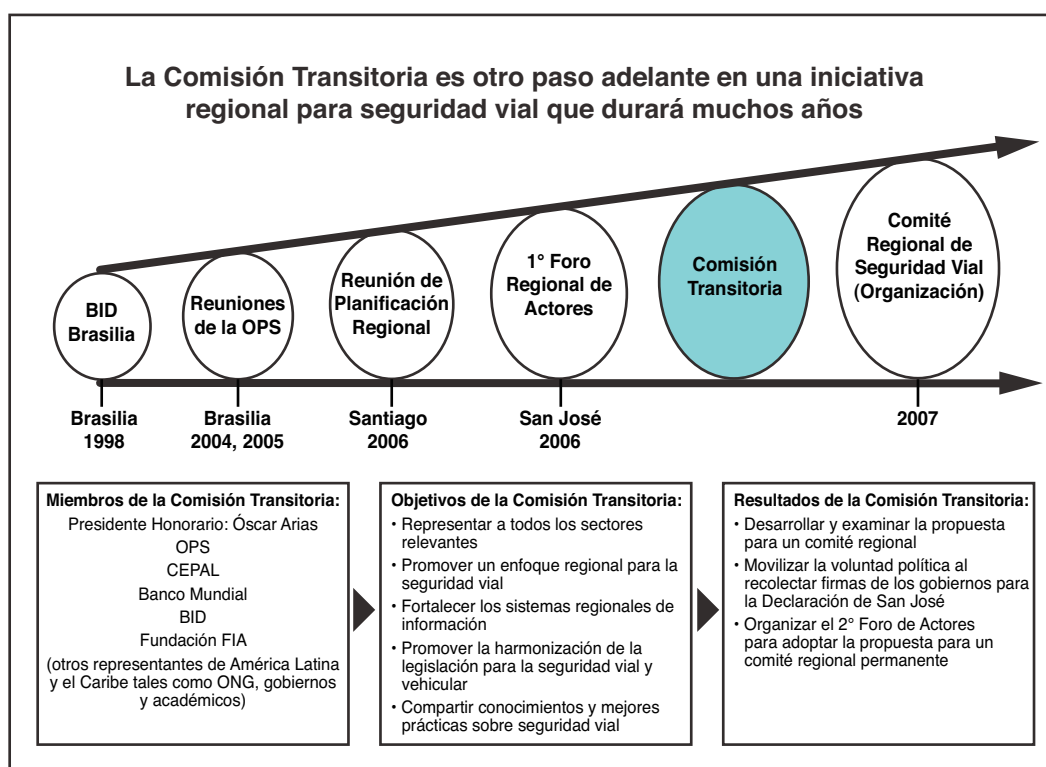 La Comisión Transitoria es otro paso adelante en una iniciativa
regional para seguridad vial que durará muchos años
BID
Brasilia
Reuniones
de la OPS
Reunión de
Planificación
Regional
1° Foro
Regional de
Actores
Comisión
Transitoria
Comité
Regional de
Seguridad Vial
(Organización)
Brasilia
1998
Brasilia
2004, 2005
Santiago
2006
San José
2006
2007
Miembros de la Comisión Transitoria:
Presidente Honorario: Óscar Arias
OPS
CEPAL
Banco Mundial
BID
Fundación FIA
(otros representantes de América Latina
y el Caribe tales como ONG, gobiernos
y académicos)
Objetivos de la Comisión Transitoria:
• Representar a todos los sectores
relevantes
• Promover un enfoque regional para la
seguridad vial
• Fortalecer los sistemas regionales de
información
• Promover la harmonización de la
legislación para la seguridad vial y
vehicular
• Compartir conocimientos y mejores
prácticas sobre seguridad vial
Resultados de la Comisión Transitoria:
• Desarrollar y examinar la propuesta
para un comité regional
• Movilizar la voluntad política al
recolectar firmas de los gobiernos para
la Declaración de San José
• Organizar el 2° Foro de Actores
para adoptar la propuesta para un
comité regional permanente